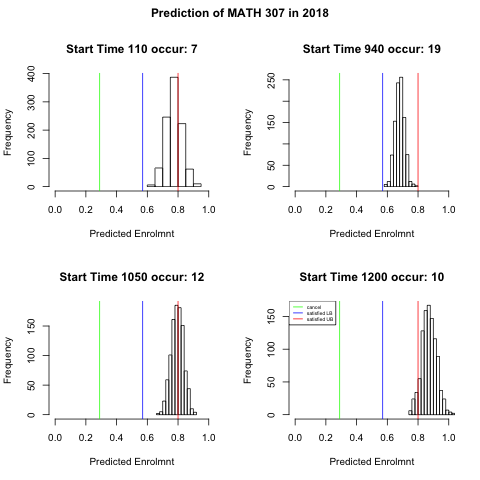 Prediction of MATH 307 in 2018
Start Time 110 occur: 7
Frequency
400
300
200
100
0
0.0 0.2 0.4 0.6 0.8 1.0
Predicted Enrolmnt
Start Time 940 occur: 19
Frequency
250
150
50
0
0.0 0.2 0.4 0.6 0.8 1.0
Predicted Enrolmnt
Start Time 1050 occur: 12
Frequency
150
100
50
0
0.0 0.2 0.4 0.6 0.8 1.0
Predicted Enrolmnt
Start Time 1200 occur: 10
cancel
satisfied LB
satisfied UB
Frequency
150
100
50
0
0.0 0.2 0.4 0.6 0.8 1.0
Predicted Enrolmnt